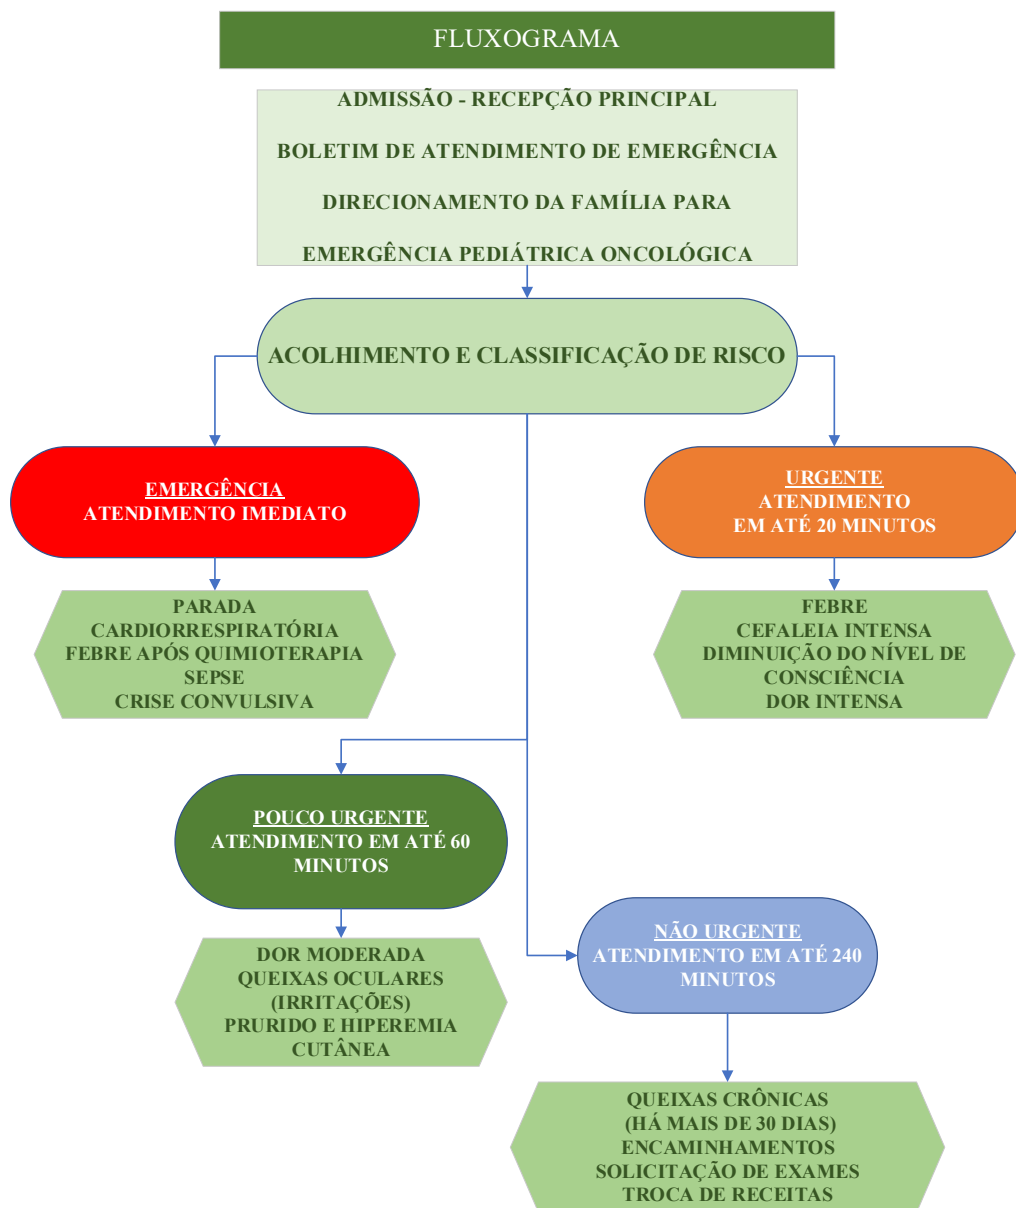 FLUXOGRAMA
ADMISSÃO - RECEPÇÃO PRINCIPAL
BOLETIM DE ATENDIMENTO DE EMERGÊNCIA
DIRECIONAMENTO DA FAMÍLIA PARA
EMERGÊNCIA PEDIÁTRICA ONCOLÓGICA
ACOLHIMENTO E CLASSIFICAÇÃO DE RISCO
EMERGÊNCIA
ATENDIMENTO IMEDIATO
URGENTE
ATENDIMENTO
EM ATÉ 20 MINUTOS
PARADA
CARDIORRESPIRATÓRIA
FEBRE APÓS QUIMIOTERAPIA
SEPSE
CRISE CONVULSIVA
FEBRE
CEFALEIA INTENSA
DIMINUIÇÃO DO NÍVEL DE
CONSCIÊNCIA
DOR INTENSA
POUCO URGENTE
ATENDIMENTO EM ATÉ 60
MINUTOS
DOR MODERADA
QUEIXAS OCULARES
(IRRITAÇÕES)
PRURIDO E HIPEREMIA
CUTÂNEA
NÃO URGENTE
ATENDIMENTO EM ATÉ 240
MINUTOS
QUEIXAS CRÔNICAS
(HÁ MAIS DE 30 DIAS)
ENCAMINHAMENTOS
SOLICITAÇÃO DE EXAMES
TROCA DE RECEITAS